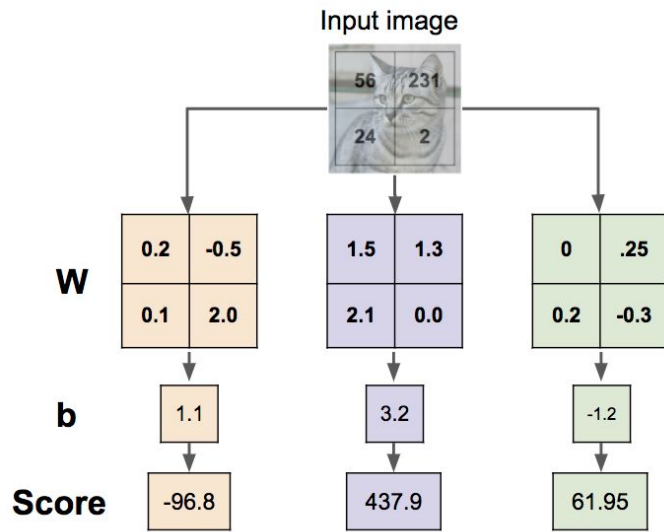 Input image
56 231
24 2
W
0.2 -0.5 1.5 1.3 0 .25
0.1 2.0 2.1 0.0 0.2 -0.3
b
1.1 3.2 -1.2
Score
-96.8 437.9 61.95